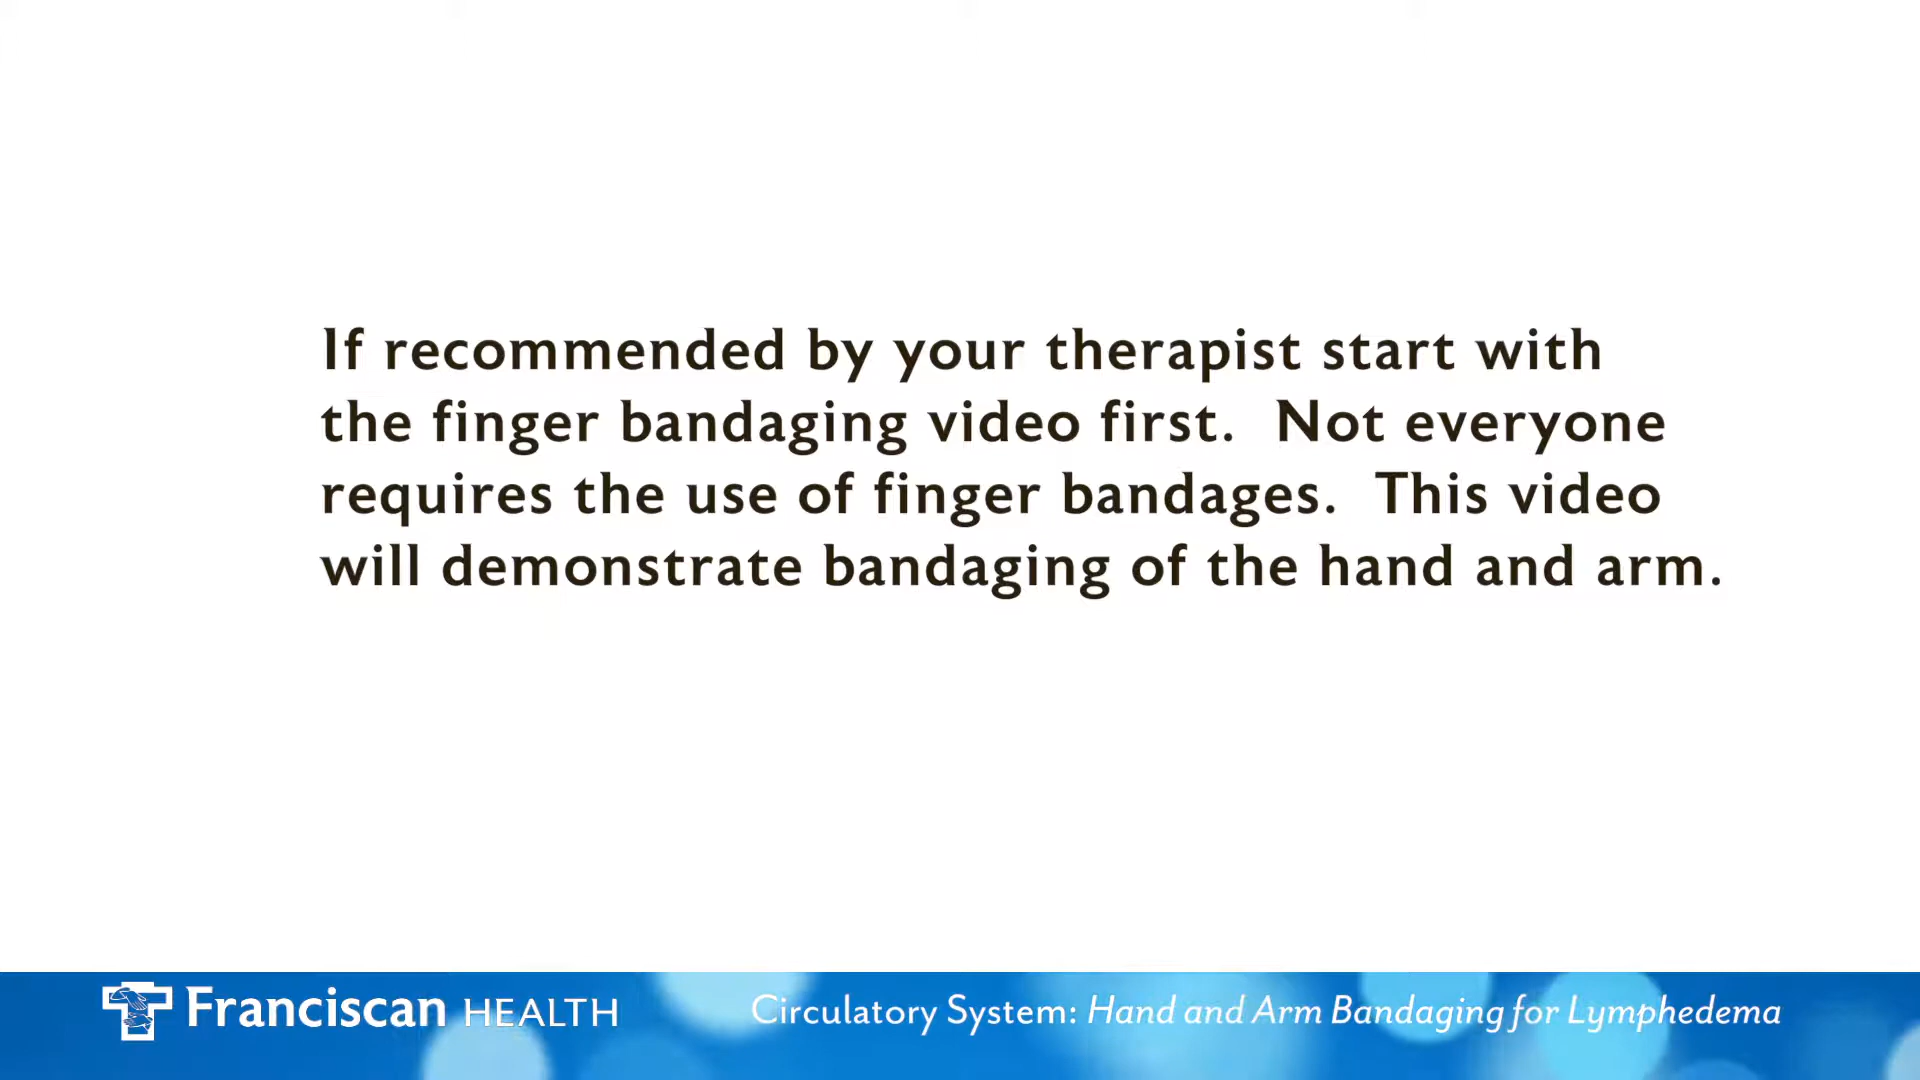 If recommended by your therapist start with
the finger bandaging video first.  Not everyone
requires the use of finger bandages.  This video
will demonstrate bandaging of the hand and arm.
Franciscan HEALTH
Circulatory System: Hand and Arm Bandaging for Lymphedema